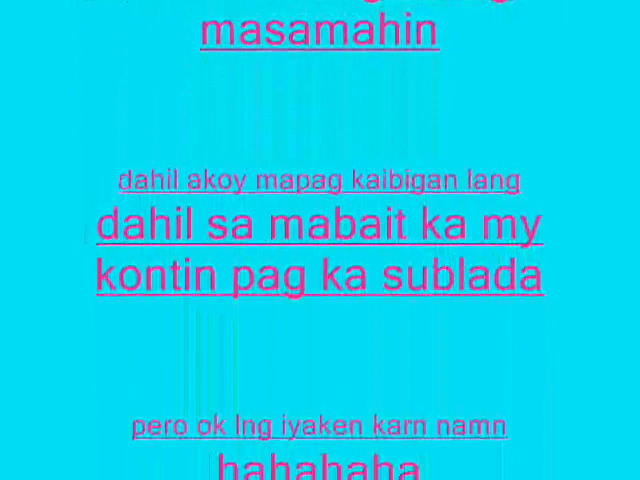 masamahin
dahil akoy mapag kaibigan lang
dahil sa mabait ka my
kontin pag ka sublada
pero ok lng iyaken karn namn
hahahaha